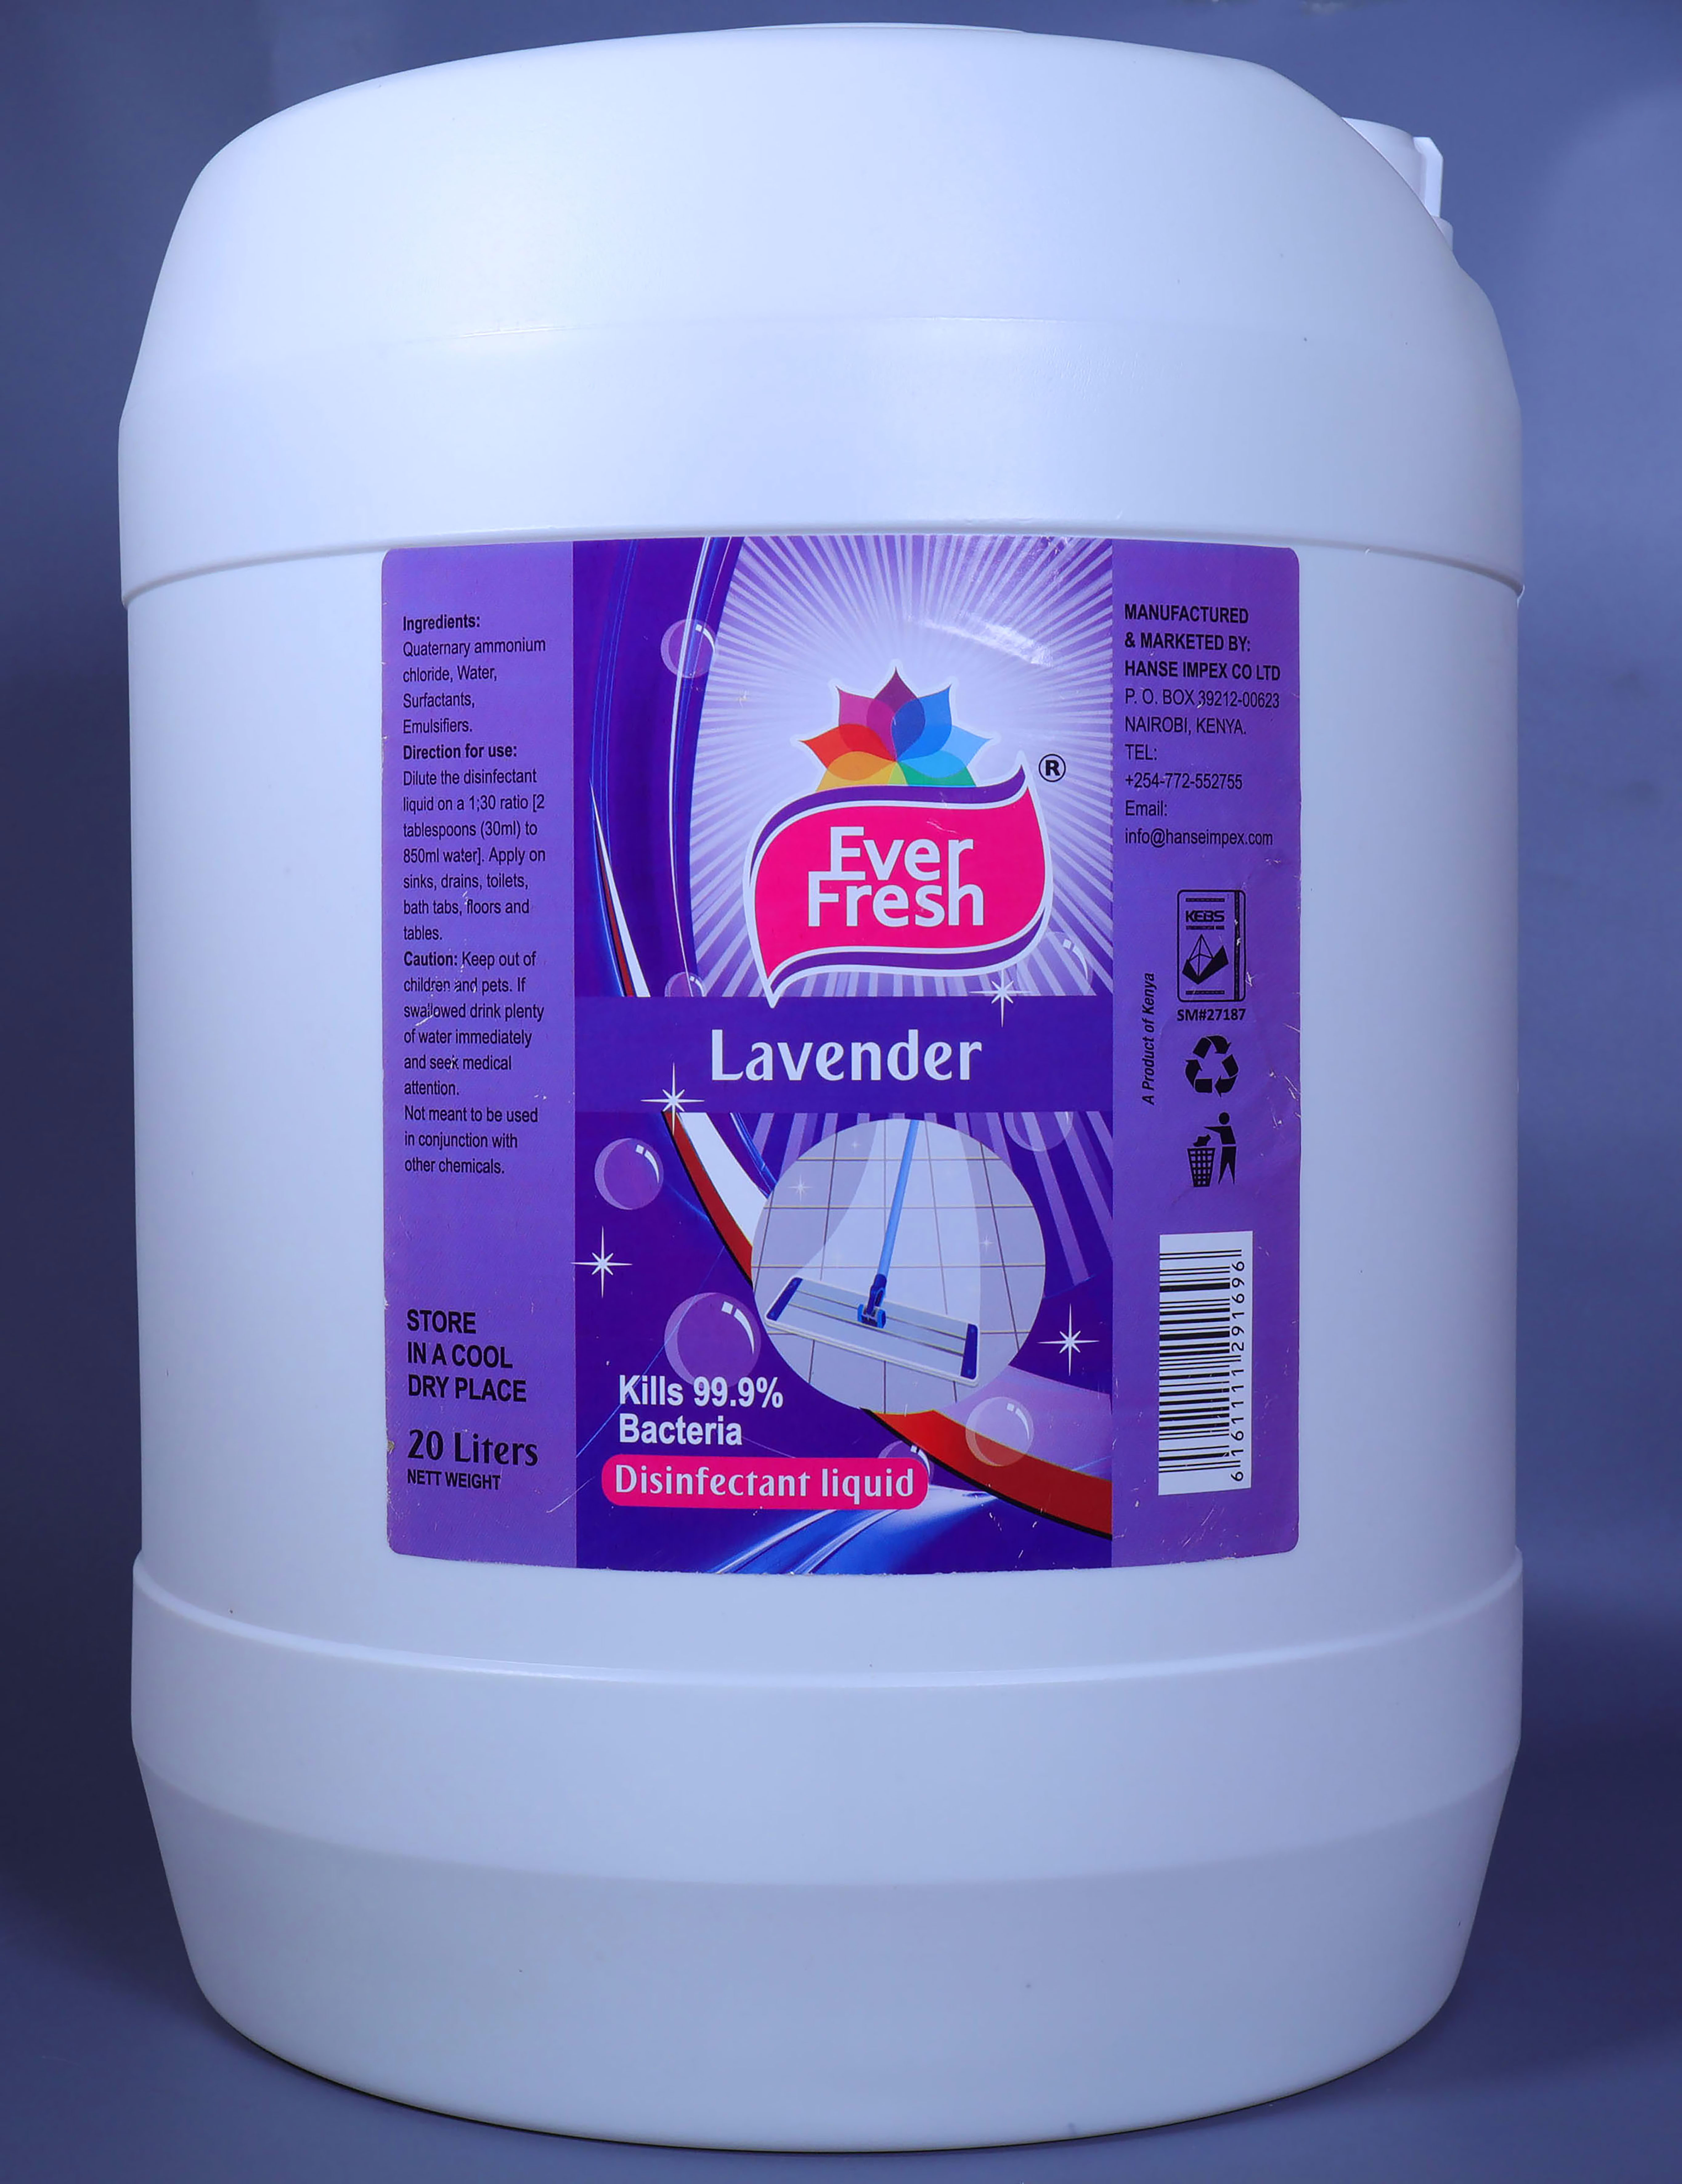 Ingredients:
Quaternary ammonium
chloride, Water,
Surfactants,
Emulsifiers.
Direction for use:
Dilute the disinfectant
liquid on a 1;30 ratio [2
tablespoons (30ml) to
850ml water]. Apply on
sinks, drains, toilets,
bath tabs, floors and
tables.
Caution: Keep out of
children and pets. If
swallowed drink plenty
of water immediately
and seek medical
attention.
Not meant to be used
in conjunction with
other chemicals.
STORE
IN A COOL
DRY PLACE
20 Liters
NETT WEIGHT
®
Ever
Fresh
Lavender
Kills 99.9%
Bacteria
Disinfectant liquid
MANUFACTURED
& MARKETED BY:
HANSE IMPEX CO LTD
P. O. BOX 39212-00623
NAIROBI, KENYA.
TEL:
+254-772-552755
Email:
info@hanseimpex.com
KEBS
SM#27187
A Product of Kenya
6 161111 291696